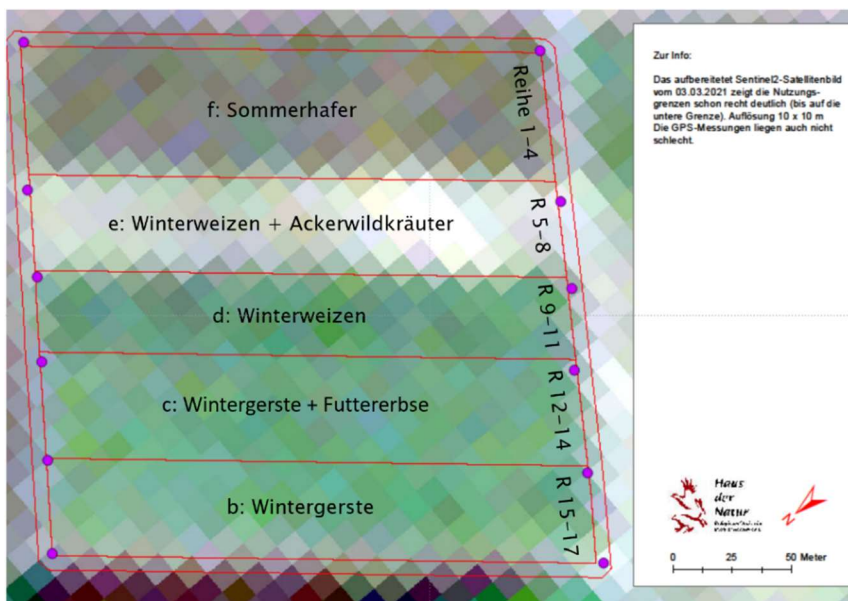 f: Sommerhafer
Reihe 1–4
e: Winterweizen + Ackerwildkräuter
R 5–8
d: Winterweizen
R 9–11
c: Wintergerste + Futtererbse
R 12–14
b: Wintergerste
R 15–17
Zur Info:
Das aufbereitetet Sentinel2-Satellitenbild
vom 03.03.2021 zeigt die Nutzungs-
grenzen schon recht deutlich (bis auf die
untere Grenze). Auflösung 10 x 10 m
Die GPS-Messungen liegen auch nicht
schlecht.
Haus
der
Natur
N
0 25 50 Meter